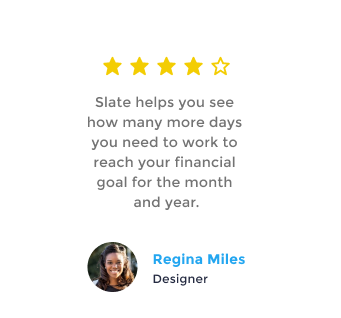 Slate helps you see
how many more days
you need to work to
reach your financial
goal for the month
and year.
Regina Miles
Designer